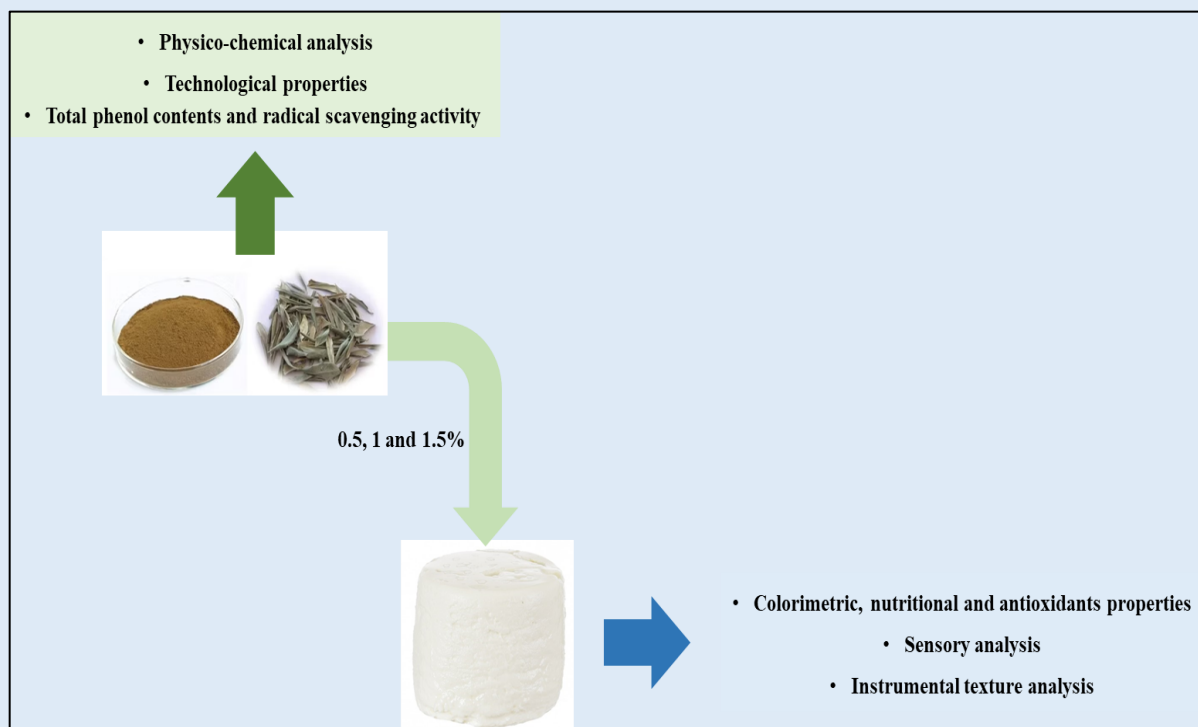 • Physico-chemical analysis
• Technological properties
• Total phenol contents and radical scavenging activity
0.5, 1 and 1.5%
• Colorimetric, nutritional and antioxidants properties
• Sensory analysis
• Instrumental texture analysis